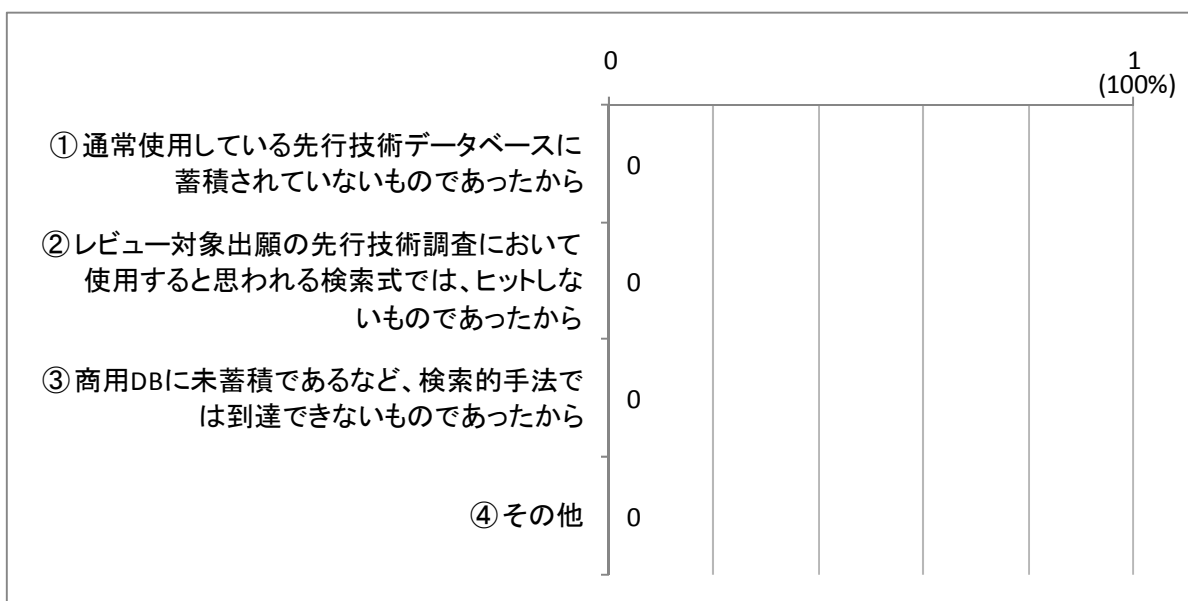 0
1
(100%)
①通常使用している先行技術データベースに
蓄積されていないものであったから
0
②レビュー対象出願の先行技術調査において
使用すると思われる検索式では、ヒットしな
いものであったから
0
③商用DBに未蓄積であるなど、検索的手法で
は到達できないものであったから
0
④その他
0